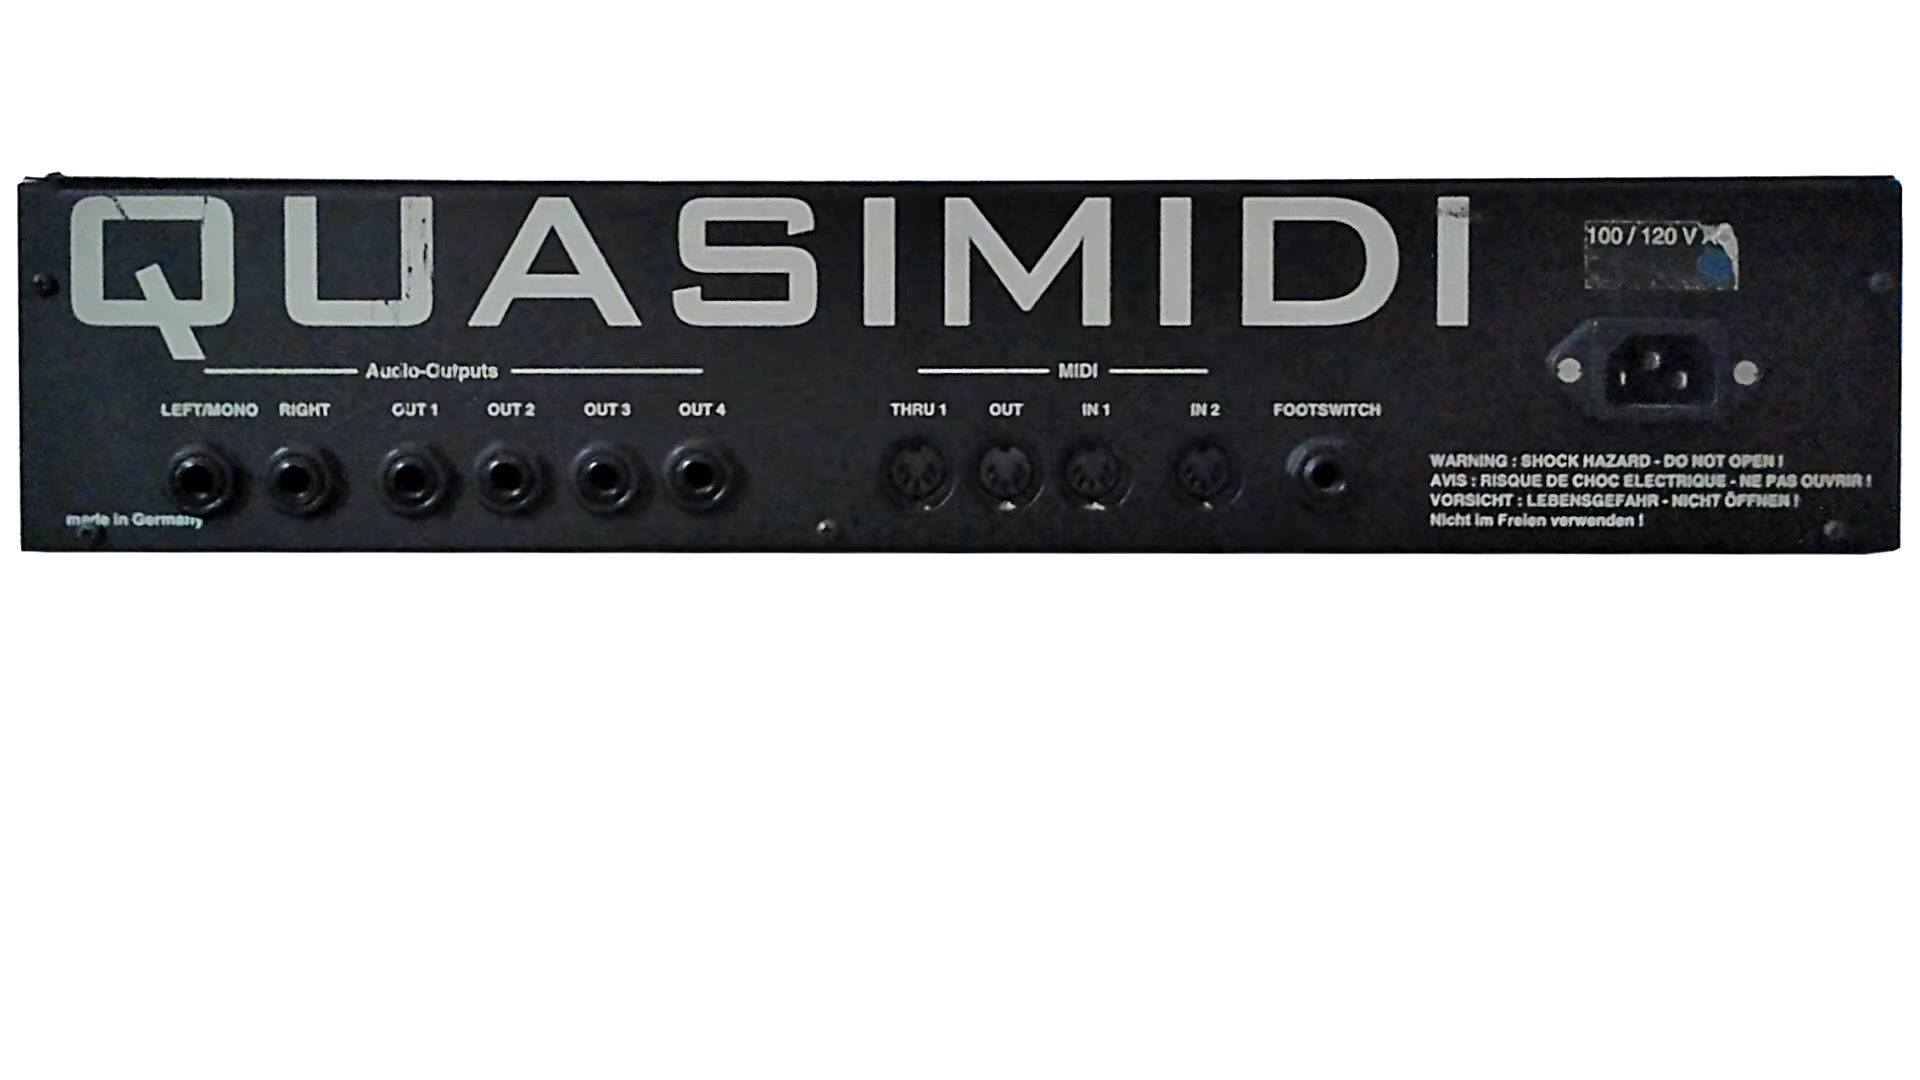 QUASIMIDI
100 / 120 V AC
Audio-Outputs
MIDI
LEFT/MONO RIGHT OUT 1 OUT 2 OUT 3 OUT 4
THRU 1 OUT IN 1 IN 2 FOOTSWITCH
WARNING : SHOCK HAZARD - DO NOT OPEN !
AVIS : RISQUE DE CHOC ELECTRIQUE - NE PAS OUVRIR !
VORSICHT : LEBENSGEFAHR - NICHT ÖFFNEN !
Nicht im Freien verwenden !
made in Germany